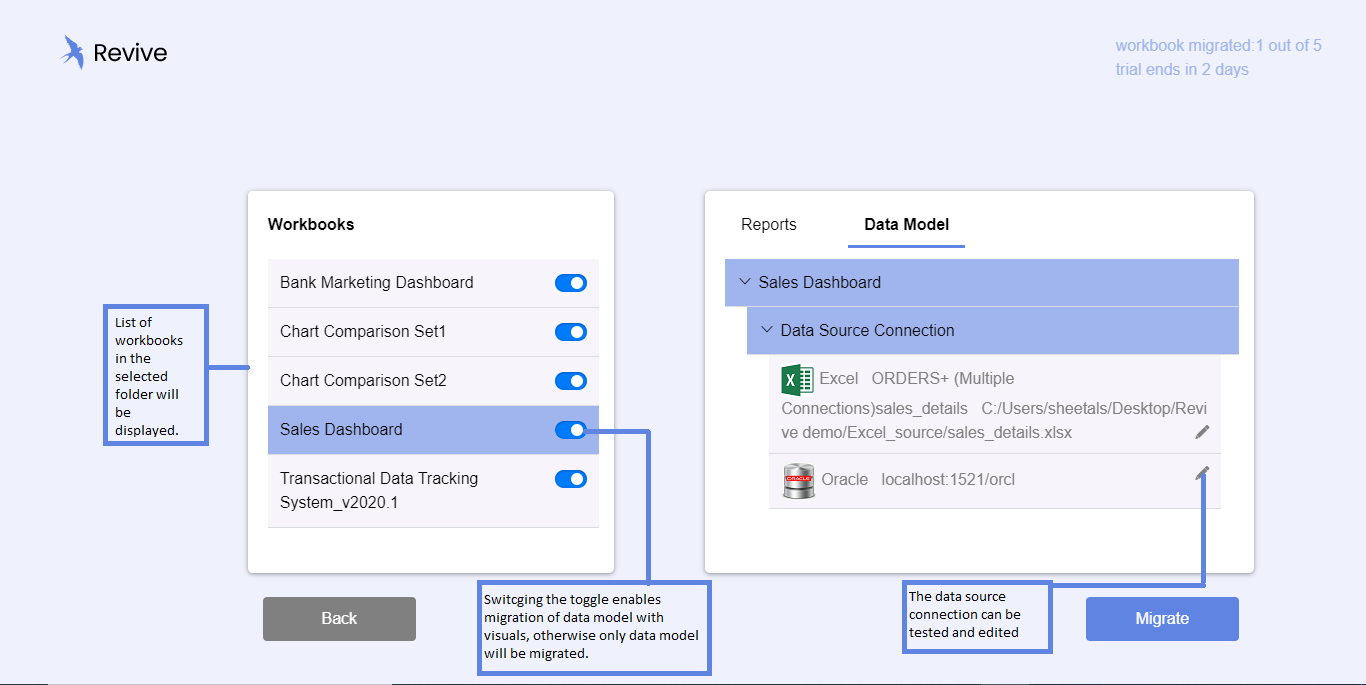 Revive
workbook migrated:1 out of 5
trial ends in 2 days
Workbooks
Bank Marketing Dashboard
Chart Comparison Set1
Chart Comparison Set2
Sales Dashboard
Transactional Data Tracking
System_v2020.1
Reports
Data Model
Sales Dashboard
Data Source Connection
Excel ORDERS+ (Multiple
Connections)sales_details C:/Users/sheetals/Desktop/Revi
ve demo/Excel_source/sales_details.xlsx
ORACLE
Oracle localhost:1521/orcl
List of
workbooks
in the
selected
folder will
be
displayed.
Switcging the toggle enables
migration of data model with
visuals, otherwise only data model
will be migrated.
The data source
connection can be
tested and edited
Back
Migrate